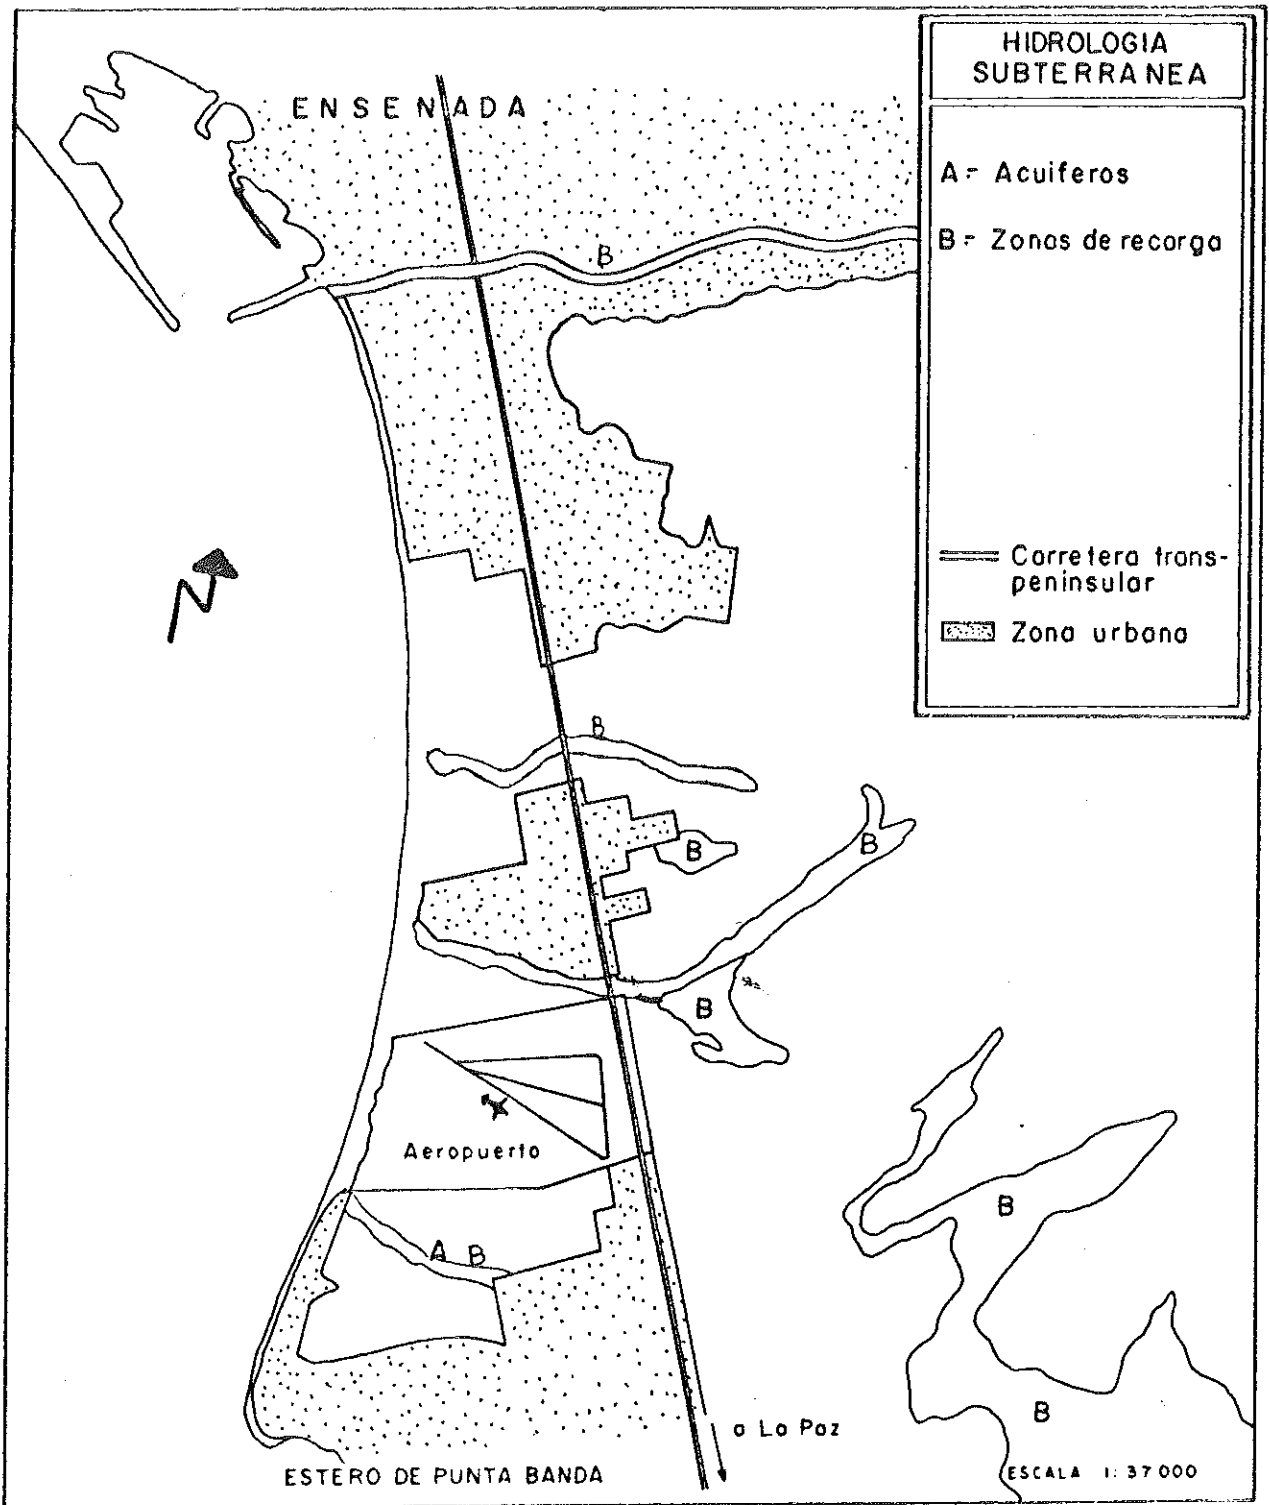 HIDROLOGIA
SUBTERRANEA
ENSENADA
A.- Acuiferos
B.- Zonas de recarga
B
Carretera trans-
peninsular
Zona urbana
N
B
B
B
B
Aeropuerto
B
A B
B
a La Paz
ESTERO DE PUNTA BANDA
ESCALA 1:37000